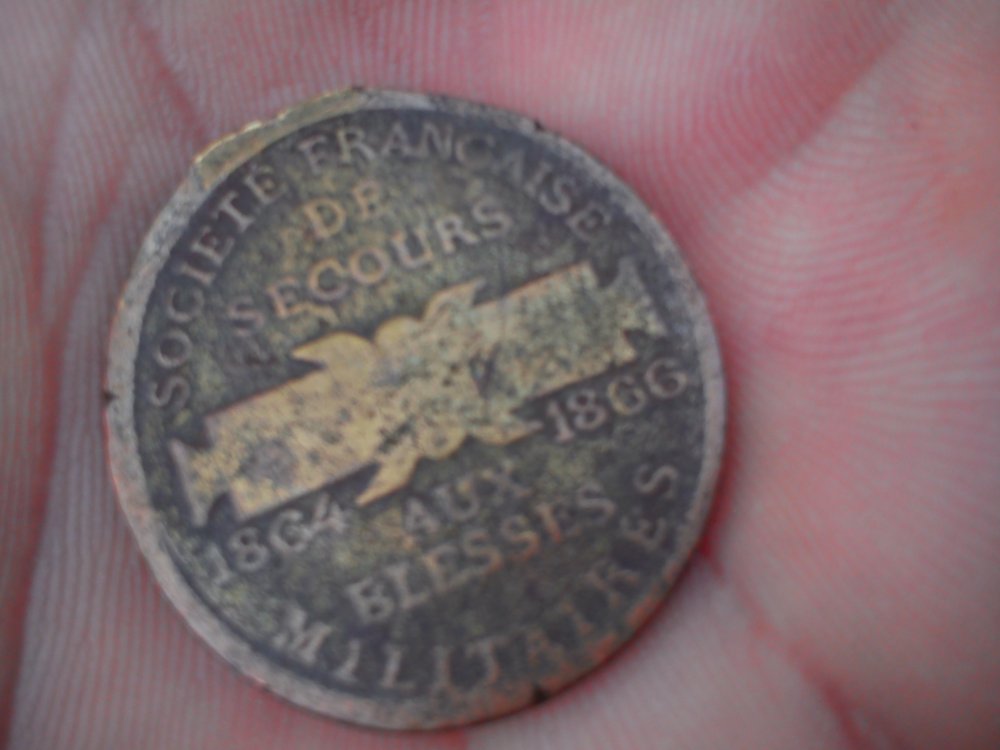 SOCIETE FRANCAISE
DE
SECOURS
1864 1866
AUX
BLESSES
MILITAIRES